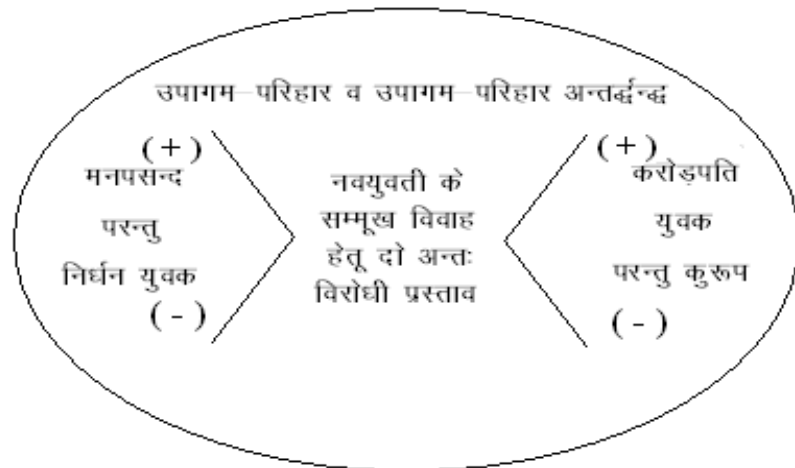 उपागम-परिहार व उपागम-परिहार अन्तर्द्धन्द्ध
(+)
मनपसन्द
परन्तु
निर्धन युवक
(-)
नवयुवती के
सम्मूख विवाह
हेतू दो अन्तः
विरोधी प्रस्ताव
(+)
करोड़पति
युवक
परन्तु कुरूप
(-)